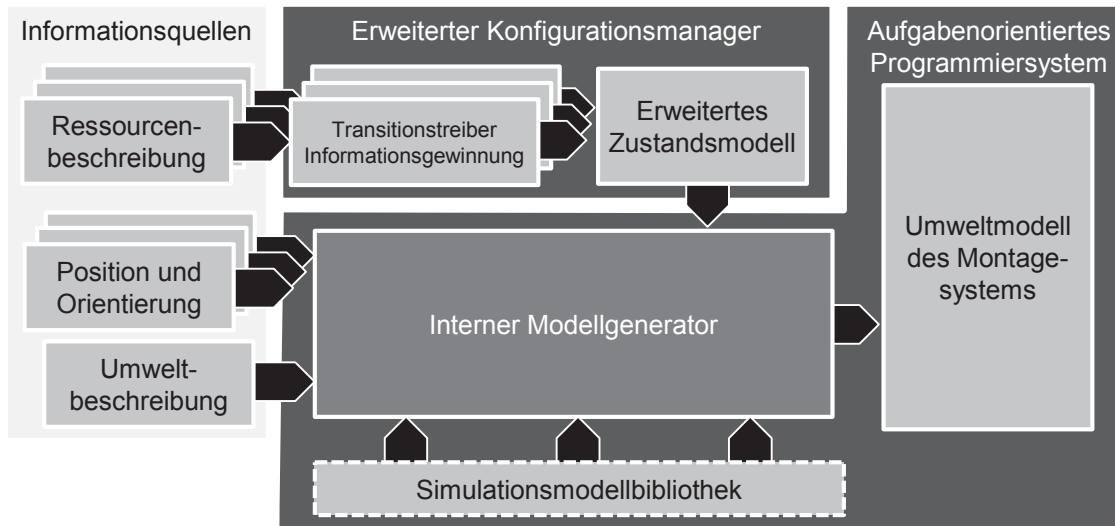 Informationsquellen
Ressourcen-
beschreibung
Position und
Orientierung
Umwelt-
beschreibung
Erweiterter Konfigurationsmanager
Transitionstreiber
Informationsgewinnung
Erweitertes
Zustandsmodell
Interner Modellgenerator
Simulationsmodellbibliothek
Aufgabenorientiertes
Programmiersystem
Umweltmodell
des Montage-
systems